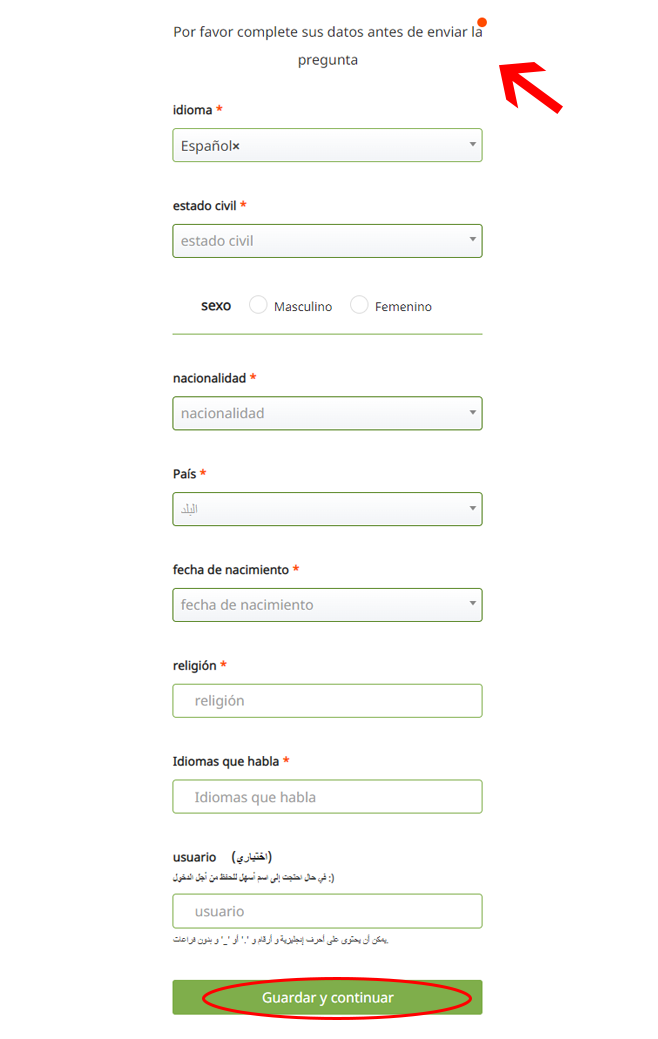 Por favor complete sus datos antes de enviar la
pregunta
idioma *
Español×
estado civil *
estado civil
sexo Masculino Femenino
nacionalidad *
nacionalidad
País *
البلد
fecha de nacimiento *
fecha de nacimiento
religión *
religión
Idiomas que habla *
Idiomas que habla
usuario (اختياري)
في حال احتجت إلى اسم أسهل للحفظ من أجل الدخول :)
usuario
يمكن أن يحتوي على أحرف إنجليزية و أرقام و '.' أو '_' و بدون فراغات.
Guardar y continuar